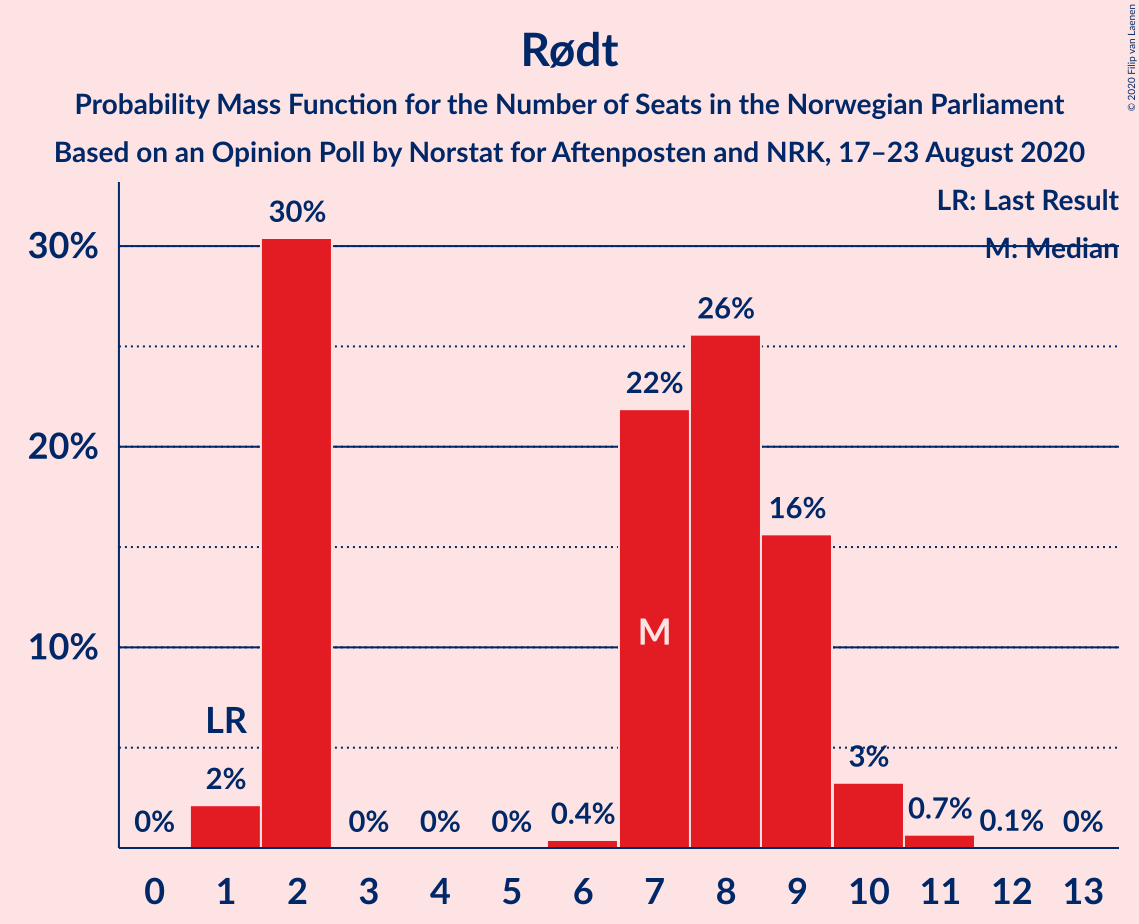 Rødt
Probability Mass Function for the Number of Seats in the Norwegian Parliament
Based on an Opinion Poll by Norstat for Aftenposten and NRK, 17–23 August 2020
© 2020 Filip van Laenen
LR: Last Result
M: Median
30%
20%
10%
0%
2%
LR
30%
0%
0%
0%
0.4%
22%
M
26%
16%
3%
0.7%
0.1%
0%
0 1 2 3 4 5 6 7 8 9 10 11 12 13